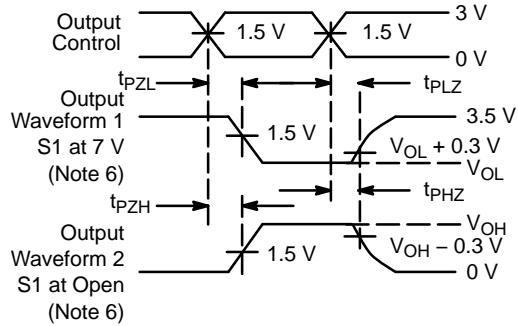 Output
Control
3 V
1.5 V
1.5 V
0 V
tPZL
tPLZ
Output
Waveform 1
S1 at 7 V
(Note 6)
3.5 V
1.5 V
VOL + 0.3 V
VOL
tPZH
tPHZ
Output
Waveform 2
S1 at Open
(Note 6)
VOH
1.5 V
VOH – 0.3 V
0 V